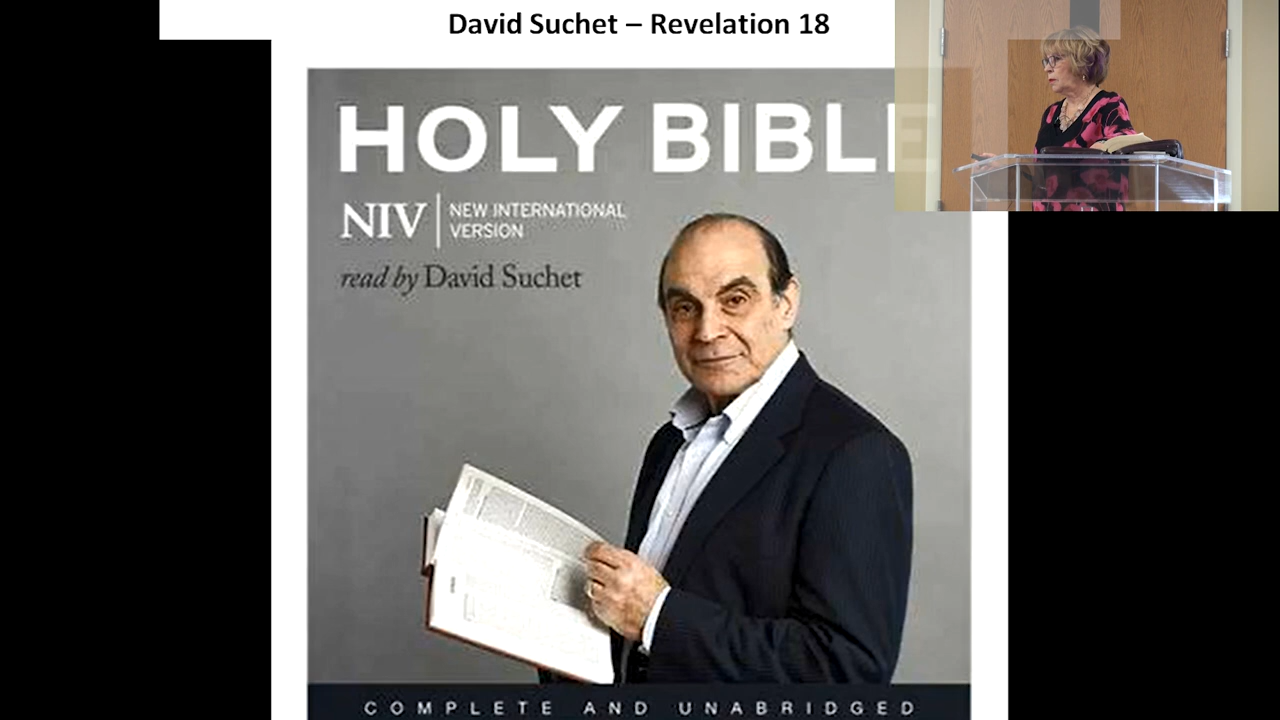 David Suchet – Revelation 18
HOLY BIBLE
NIV
NEW INTERNATIONAL
VERSION
read by David Suchet
COMPLETE AND UNABRIDGED